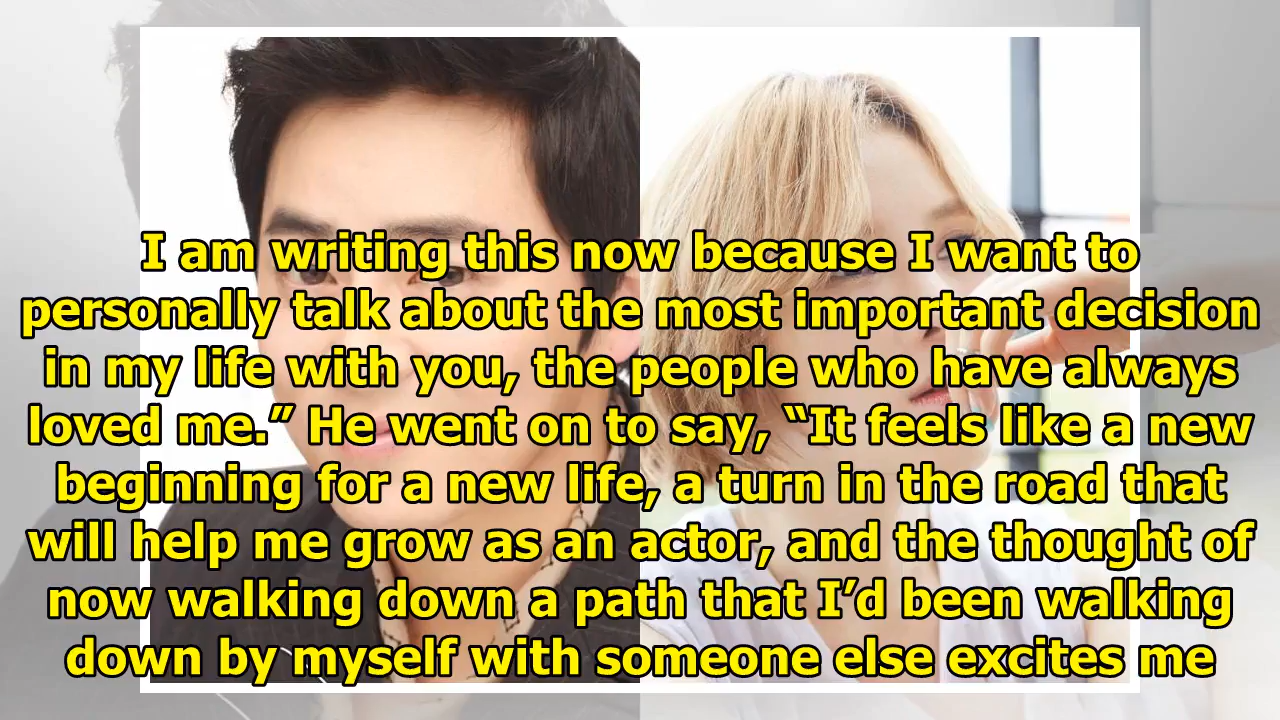 I am writing this now because I want to
personally talk about the most important decision
in my life with you, the people who have always
loved me.” He went on to say, “It feels like a new
beginning for a new life, a turn in the road that
will help me grow as an actor, and the thought of
now walking down a path that I’d been walking
down by myself with someone else excites me